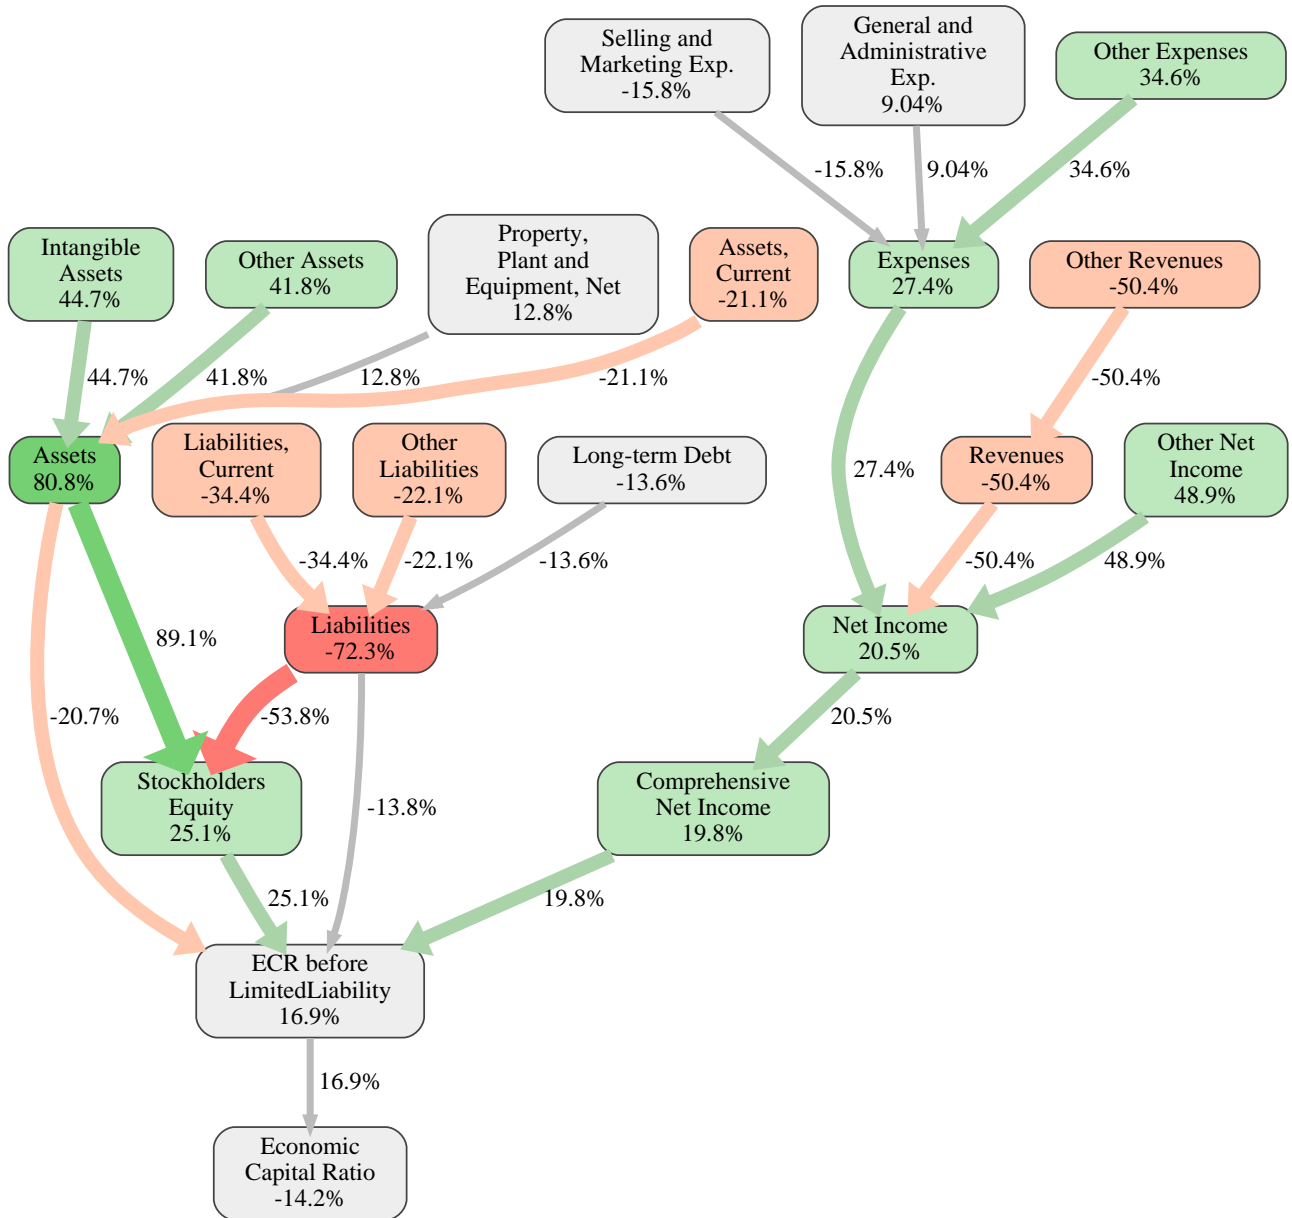 Selling and
Marketing Exp.
-15.8%
General and
Administrative
Exp.
9.04%
Other Expenses
34.6%
-15.8%
9.04%
34.6%
Intangible
Assets
44.7%
Other Assets
41.8%
Property,
Plant and
Equipment, Net
12.8%
Assets,
Current
-21.1%
Expenses
27.4%
Other Revenues
-50.4%
44.7%
41.8%
12.8%
-21.1%
-50.4%
Assets
80.8%
Liabilities,
Current
-34.4%
Other
Liabilities
-22.1%
Long-term Debt
-13.6%
27.4%
Revenues
-50.4%
Other Net
Income
48.9%
-34.4%
-22.1%
-13.6%
-50.4%
48.9%
89.1%
Liabilities
-72.3%
Net Income
20.5%
-20.7%
-53.8%
20.5%
Stockholders
Equity
25.1%
-13.8%
Comprehensive
Net Income
19.8%
25.1%
19.8%
ECR before
LimitedLiability
16.9%
16.9%
Economic
Capital Ratio
-14.2%